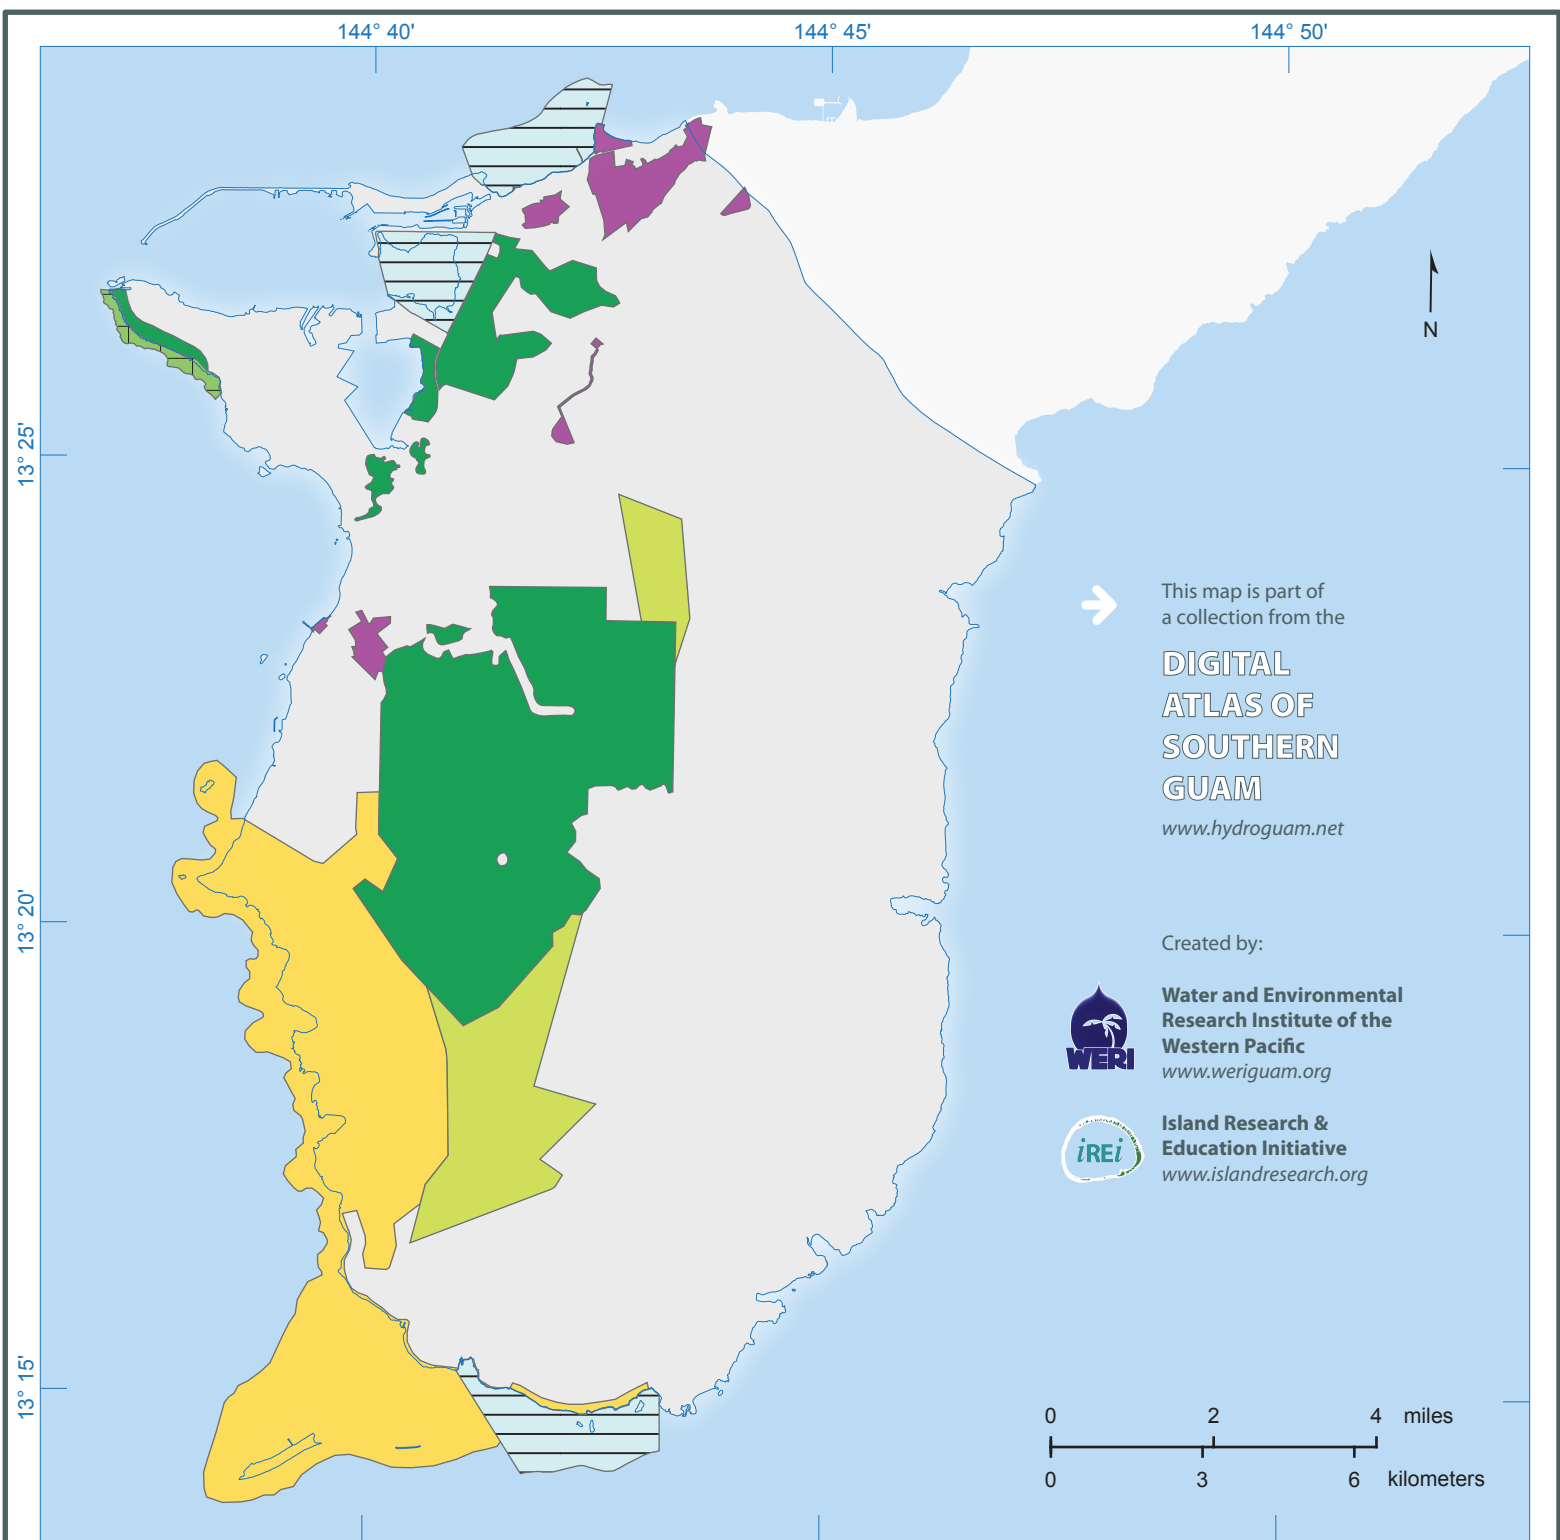 144° 40'
144° 45'
144° 50'
N
13° 25'
This map is part of
a collection from the
DIGITAL
ATLAS OF
SOUTHERN
GUAM
www.hydroguam.net
13° 20'
Created by:
WERI
Water and Environmental
Research Institute of the
Western Pacific
www.weriguam.org
iREi
Island Research &
Education Initiative
www.islandresearch.org
13° 15'
0 2 4 miles
0 3 6 kilometers